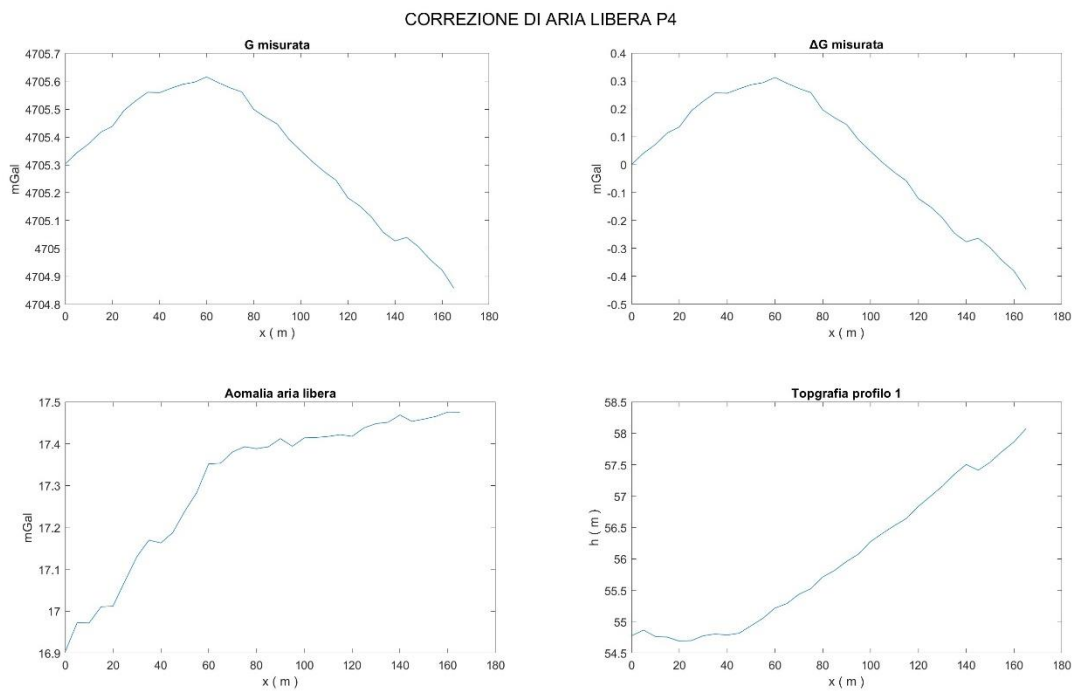 CORREZIONE DI ARIA LIBERA P4
G misurata
4705.7
4705.6
4705.5
4705.4
4705.3
4705.2
4705.1
4705
4704.9
4704.8
mGal
0 20 40 60 80 100 120 140 160 180
x ( m )
ΔG misurata
0.4
0.3
0.2
0.1
0
-0.1
-0.2
-0.3
-0.4
-0.5
mGal
0 20 40 60 80 100 120 140 160 180
x ( m )
Aomalia aria libera
17.5
17.4
17.3
17.2
17.1
17
16.9
mGal
0 20 40 60 80 100 120 140 160 180
x ( m )
Topgrafia profilo 1
58.5
58
57.5
57
56.5
56
55.5
55
54.5
h ( m )
0 20 40 60 80 100 120 140 160 180
x ( m )